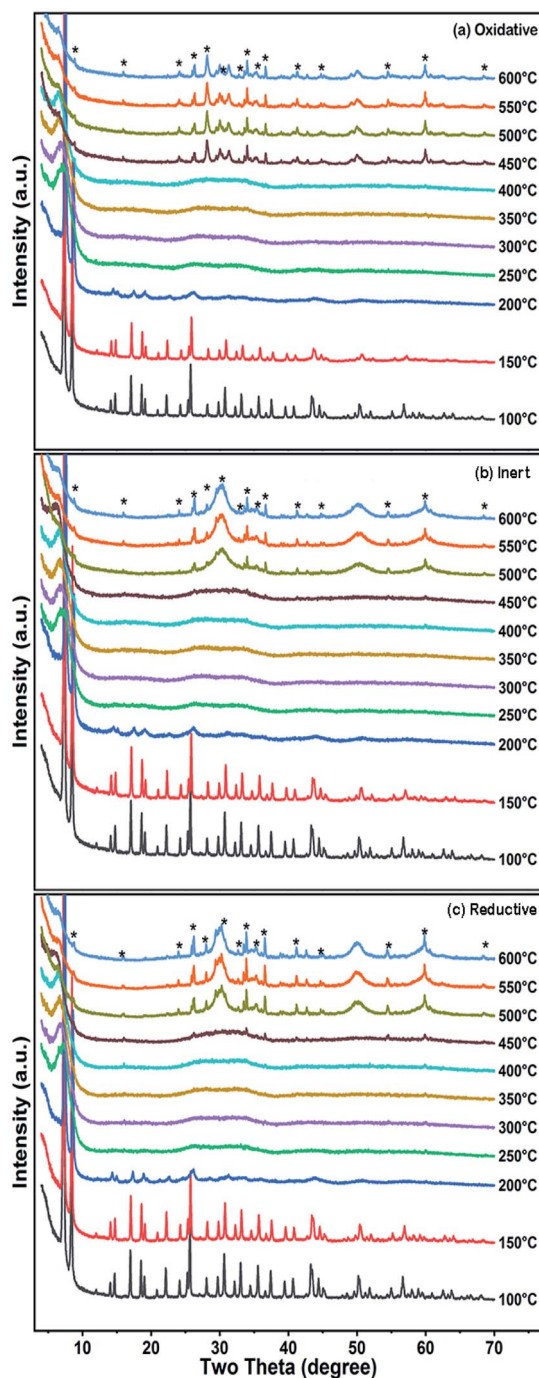 (a) Oxidative
* * * * * * * * * * * * * * *
600°C
550°C
500°C
450°C
400°C
350°C
300°C
250°C
200°C
150°C
100°C
Intensity (a.u.)
(b) Inert
* * * * * * * * * * * * * * *
600°C
550°C
500°C
450°C
400°C
350°C
300°C
250°C
200°C
150°C
100°C
Intensity (a.u.)
(c) Reductive
* * * * * * * * * * * * * * *
600°C
550°C
500°C
450°C
400°C
350°C
300°C
250°C
200°C
150°C
100°C
Intensity (a.u.)
10 20 30 40 50 60 70
Two Theta (degree)